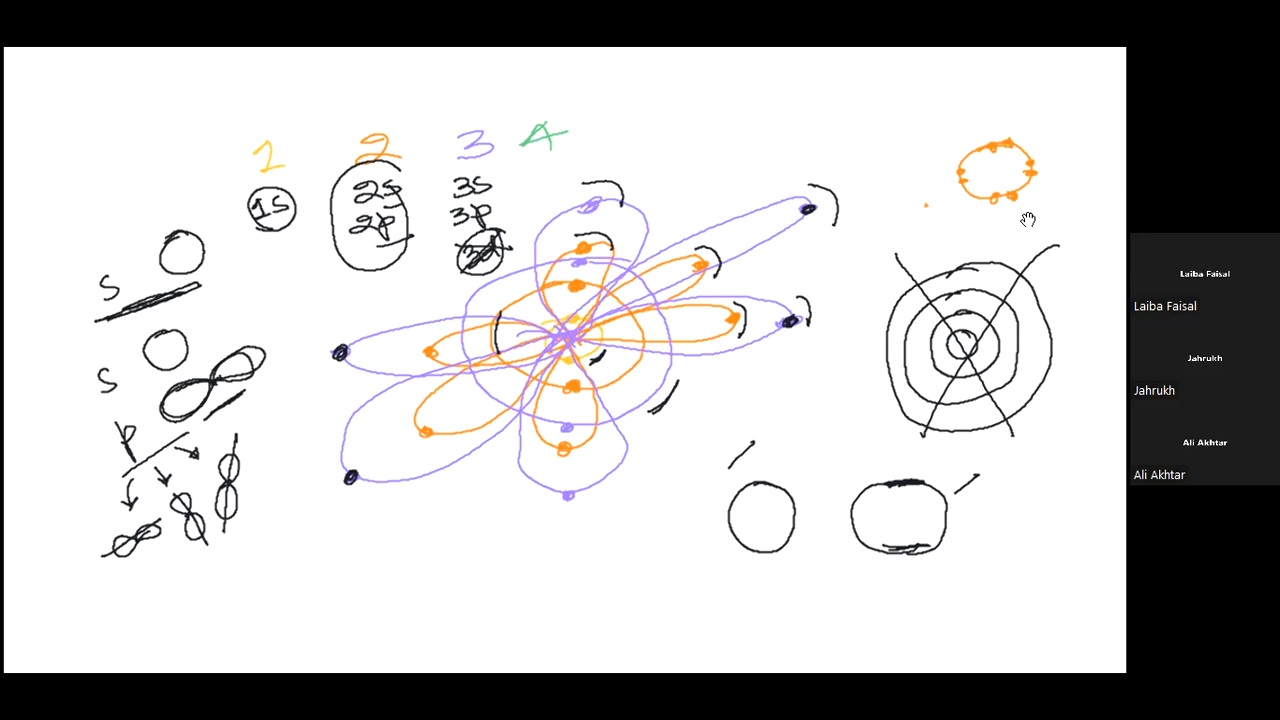 1 2 3 4
1s 2s 3s
2p 3p
3d
S
S
P
Laiba Faisal
Laiba Faisal
Jahrukh
Jahrukh
Ali Akhtar
Ali Akhtar